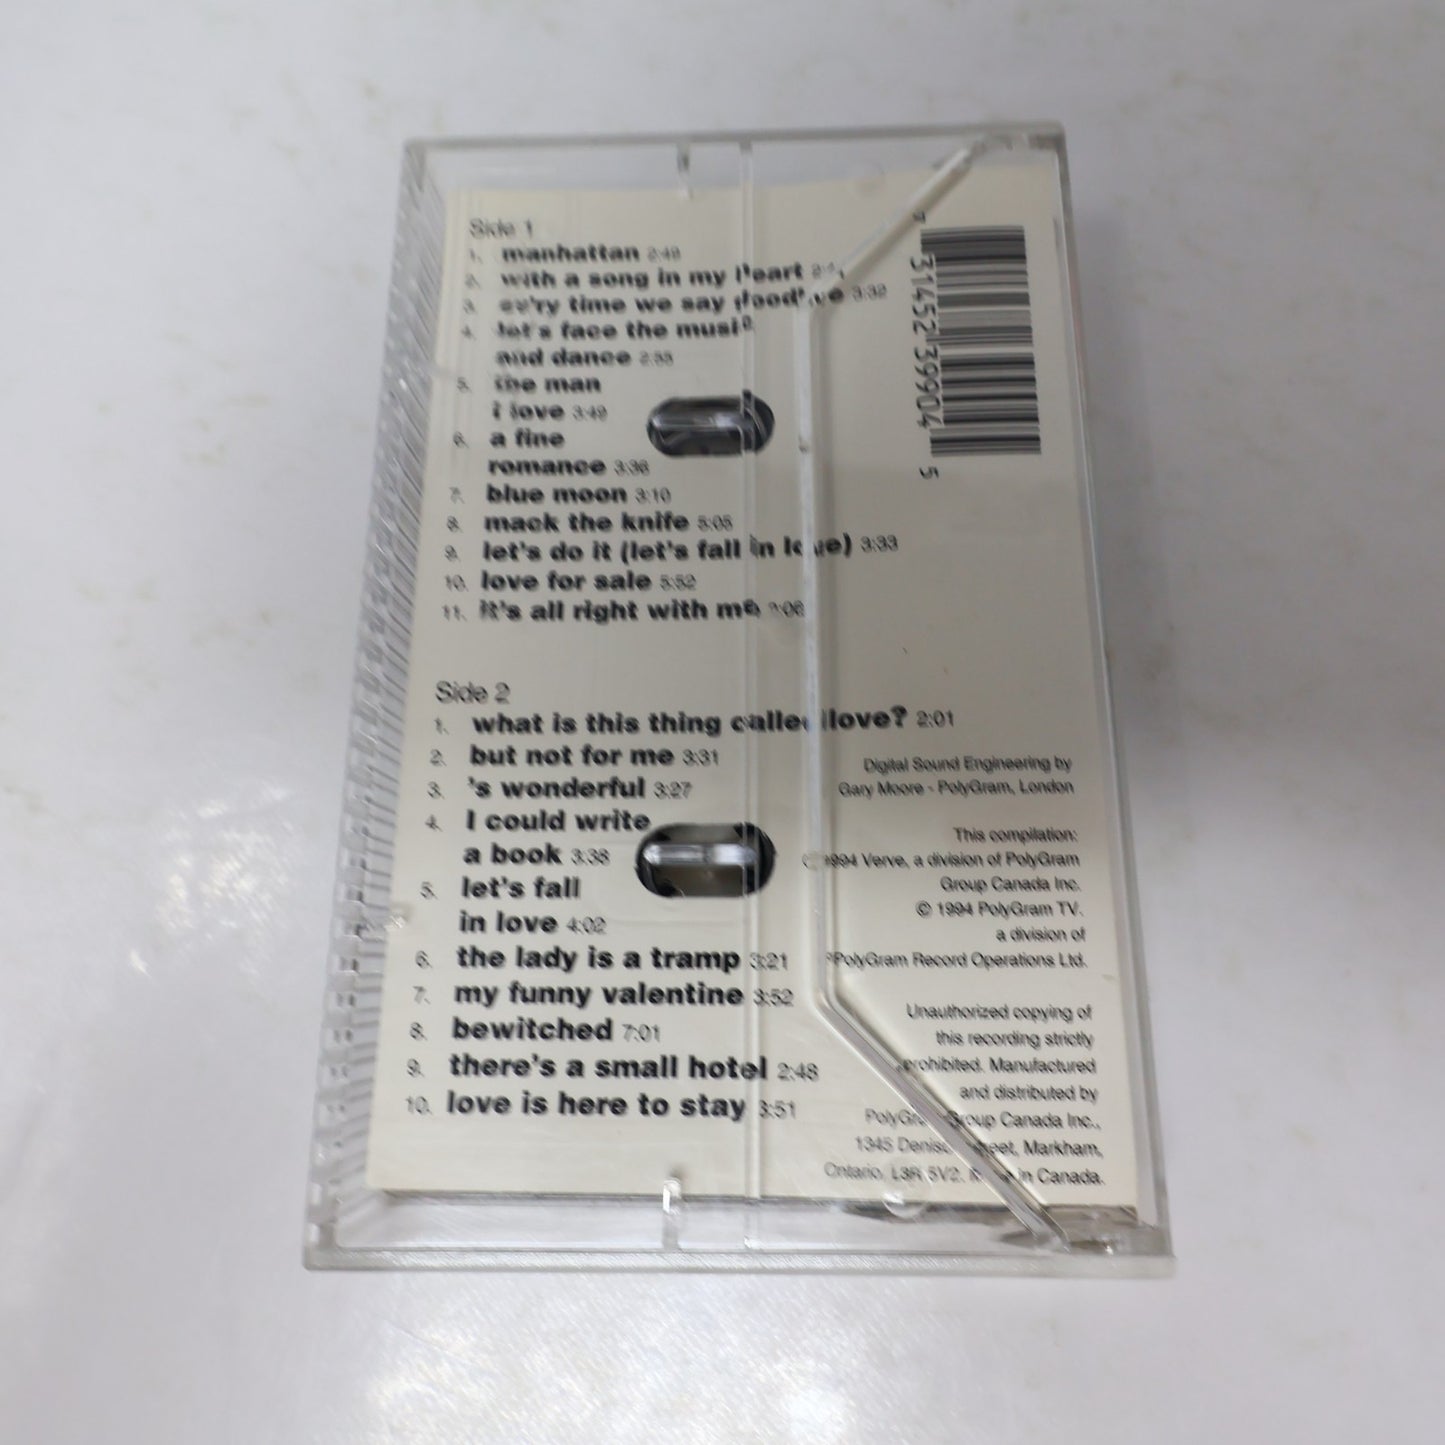 Side 1
1. manhattan 2:49
2. with a song in my heart
3. ev'ry time we say goodbye 3:32
4. let's face the music
and dance 2:55
5. the man
i love 3:49
6. a fine
romance 3:36
7. blue moon 3:10
8. mack the knife 5:05
9. let's do it (let's fall in love) 3:33
10. love for sale 5:52
11. it's all right with me
7 31452 39904 5
Side 2
1. what is this thing called love? 2:01
2. but not for me 3:31
3. 's wonderful 3:27
4. I could write
a book 3:38
5. let's fall
in love 4:02
6. the lady is a tramp 3:21
7. my funny valentine 3:52
8. bewitched 7:01
9. there's a small hotel 2:48
10. love is here to stay 3:51
Digital Sound Engineering by
Gary Moore - PolyGram, London
This compilation:
1994 Verve, a division of PolyGram
Group Canada Inc.
© 1994 PolyGram TV.
a division of
PolyGram Record Operations Ltd.
Unauthorized copying of
this recording strictly
prohibited. Manufactured
and distributed by
PolyGram Group Canada Inc.,
1345 Denison Street, Markham,
Ontario, L3R 5V2. Made in Canada.